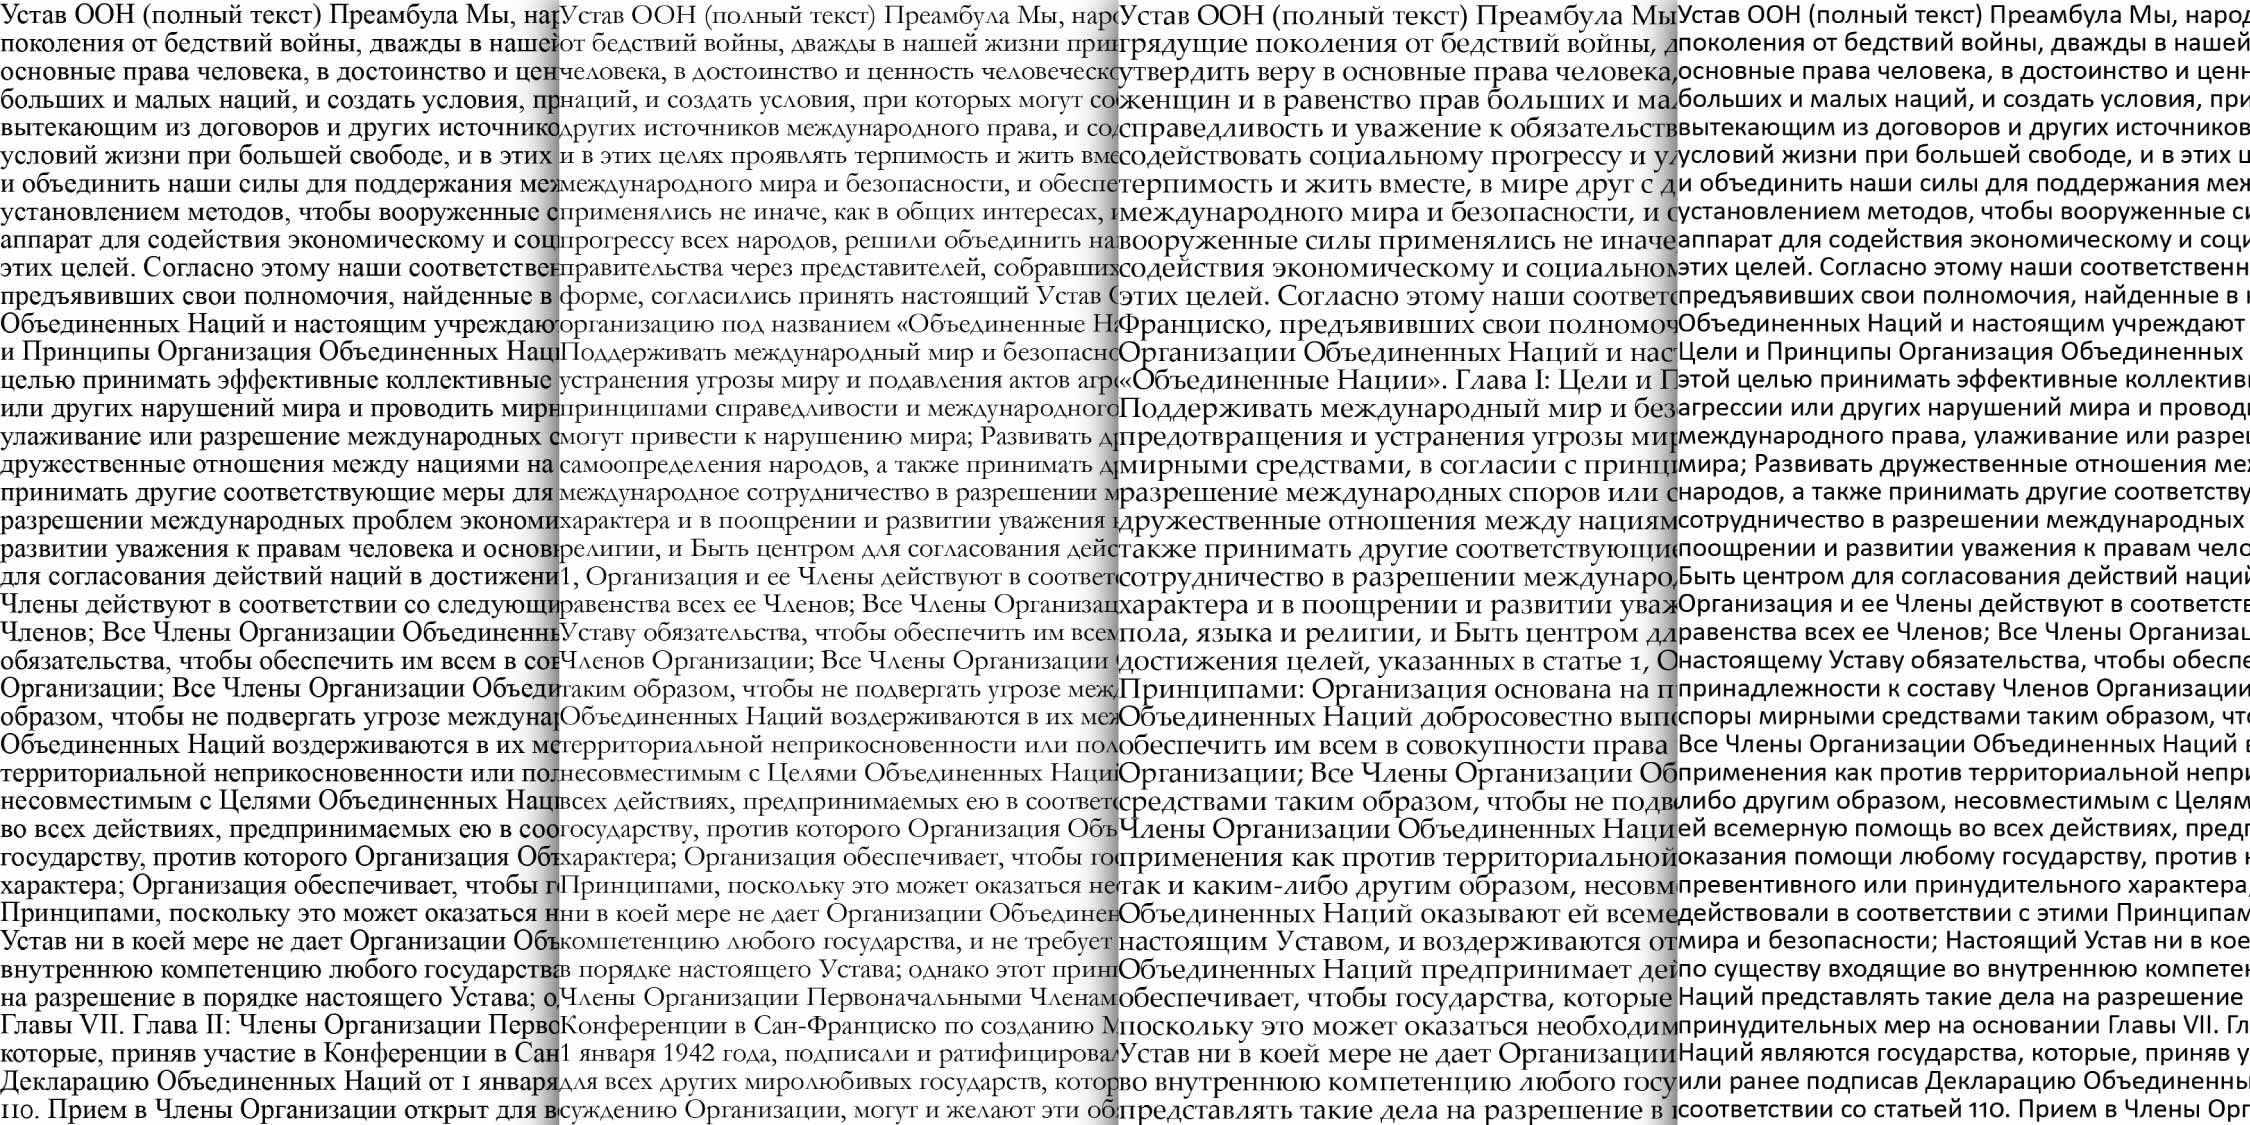 Устав ООН (полный текст) Преамбула Мы, нар
поколения от бедствий войны, дважды в нашей
основные права человека, в достоинство и цен
больших и малых наций, и создать условия, пр
вытекающим из договоров и других источнико
условий жизни при большей свободе, и в этих
и объединить наши силы для поддержания меж
установлением методов, чтобы вооруженные с
аппарат для содействия экономическому и соц
этих целей. Согласно этому наши соответствен
предъявивших свои полномочия, найденные в
Объединенных Наций и настоящим учреждаю
и Принципы Организация Объединенных Нац
целью принимать эффективные коллективные
или других нарушений мира и проводить мирн
улаживание или разрешение международных с
дружественные отношения между нациями на
принимать другие соответствующие меры для
разрешении международных проблем экономи
развитии уважения к правам человека и основ
для согласования действий наций в достижени
Члены действуют в соответствии со следующи
Членов; Все Члены Организации Объединенны
обязательства, чтобы обеспечить им всем в сов
Организации; Все Члены Организации Объеди
образом, чтобы не подвергать угрозе междунар
Объединенных Наций воздерживаются в их ме
территориальной неприкосновенности или пол
несовместимым с Целями Объединенных Нац
во всех действиях, предпринимаемых ею в соо
государству, против которого Организация Объ
характера; Организация обеспечивает, чтобы г
Принципами, поскольку это может оказаться н
Устав ни в коей мере не дает Организации Объ
внутреннюю компетенцию любого государства
на разрешение в порядке настоящего Устава; о
Главы VII. Глава II: Члены Организации Перво
которые, приняв участие в Конференции в Сан
Декларацию Объединенных Наций от 1 января
110. Прием в Члены Организации открыт для в
Устав ООН (полный текст) Преамбула Мы, наро
от бедствий войны, дважды в нашей жизни прин
человека, в достоинство и ценность человеческо
наций, и создать условия, при которых могут со
других источников международного права, и сод
и в этих целях проявлять терпимость и жить вме
международного мира и безопасности, и обеспе
применялись не иначе, как в общих интересах, и
прогрессу всех народов, решили объединить на
правительства через представителей, собравших
форме, согласились принять настоящий Устав О
организацию под названием «Объединенные На
Поддерживать международный мир и безопасно
устранения угрозы миру и подавления актов агре
принципами справедливости и международного
могут привести к нарушению мира; Развивать др
самоопределения народов, а также принимать др
международное сотрудничество в разрешении м
характера и в поощрении и развитии уважения
религии, и Быть центром для согласования дейс
1, Организация и ее Члены действуют в соответ
равенства всех ее Членов; Все Члены Организац
Уставу обязательства, чтобы обеспечить им всем
Членов Организации; Все Члены Организации
таким образом, чтобы не подвергать угрозе межд
Объединенных Наций воздерживаются в их меж
территориальной неприкосновенности или пол
несовместимым с Целями Объединенных Наций
всех действиях, предпринимаемых ею в соответс
государству, против которого Организация Объ
характера; Организация обеспечивает, чтобы го
Принципами, поскольку это может оказаться не
ни в коей мере не дает Организации Объединен
компетенцию любого государства, и не требует
в порядке настоящего Устава; однако этот прин
Члены Организации Первоначальными Членам
Конференции в Сан-Франциско по созданию М
1 января 1942 года, подписали и ратифицировал
для всех других миролюбивых государств, котор
суждению Организации, могут и желают эти обя
Устав ООН (полный текст) Преамбула Мы
грядущие поколения от бедствий войны, д
утвердить веру в основные права человека,
женщин и в равенство прав больших и мал
справедливость и уважение к обязательств
содействовать социальному прогрессу и ул
терпимость и жить вместе, в мире друг с д
международного мира и безопасности, и о
вооруженные силы применялись не иначе
содействия экономическому и социальном
этих целей. Согласно этому наши соответс
Франциско, предъявивших свои полномоч
Организации Объединенных Наций и нас
«Объединенные Нации». Глава I: Цели и П
Поддерживать международный мир и без
предотвращения и устранения угрозы мир
мирными средствами, в согласии с принци
разрешение международных споров или с
дружественные отношения между нациям
также принимать другие соответствующие
сотрудничество в разрешении междунаро
характера и в поощрении и развитии уваж
пола, языка и религии, и Быть центром дл
достижения целей, указанных в статье 1, О
Принципами: Организация основана на п
Объединенных Наций добросовестно выпо
обеспечить им всем в совокупности права
Организации; Все Члены Организации Об
средствами таким образом, чтобы не подв
Члены Организации Объединенных Наци
применения как против территориальной
так и каким-либо другим образом, несовм
Объединенных Наций оказывают ей всеме
настоящим Уставом, и воздерживаются от
Объединенных Наций предпринимает дей
обеспечивает, чтобы государства, которые
поскольку это может оказаться необходим
Устав ни в коей мере не дает Организации
во внутреннюю компетенцию любого госу
представлять такие дела на разрешение в
Устав ООН (полный текст) Преамбула Мы, народ
поколения от бедствий войны, дважды в нашей
основные права человека, в достоинство и ценн
больших и малых наций, и создать условия, при
вытекающим из договоров и других источников
условий жизни при большей свободе, и в этих ц
и объединить наши силы для поддержания меж
установлением методов, чтобы вооруженные си
аппарат для содействия экономическому и соци
этих целей. Согласно этому наши соответственн
предъявивших свои полномочия, найденные в н
Объединенных Наций и настоящим учреждают
Цели и Принципы Организация Объединенных
этой целью принимать эффективные коллектив
агрессии или других нарушений мира и проводи
международного права, улаживание или разреш
мира; Развивать дружественные отношения меж
народов, а также принимать другие соответству
сотрудничество в разрешении международных
поощрении и развитии уважения к правам чело
Быть центром для согласования действий наций
Организация и ее Члены действуют в соответств
равенства всех ее Членов; Все Члены Организац
настоящему Уставу обязательства, чтобы обеспе
принадлежности к составу Членов Организации
споры мирными средствами таким образом, что
Все Члены Организации Объединенных Наций в
применения как против территориальной непри
либо другим образом, несовместимым с Целям
ей всемерную помощь во всех действиях, предп
оказания помощи любому государству, против к
превентивного или принудительного характера,
действовали в соответствии с этими Принципам
мира и безопасности; Настоящий Устав ни в кое
по существу входящие во внутреннюю компетен
Наций представлять такие дела на разрешение
принудительных мер на основании Главы VII. Гл
Наций являются государства, которые, приняв у
или ранее подписав Декларацию Объединенны
соответствии со статьей 110. Прием в Члены Орг